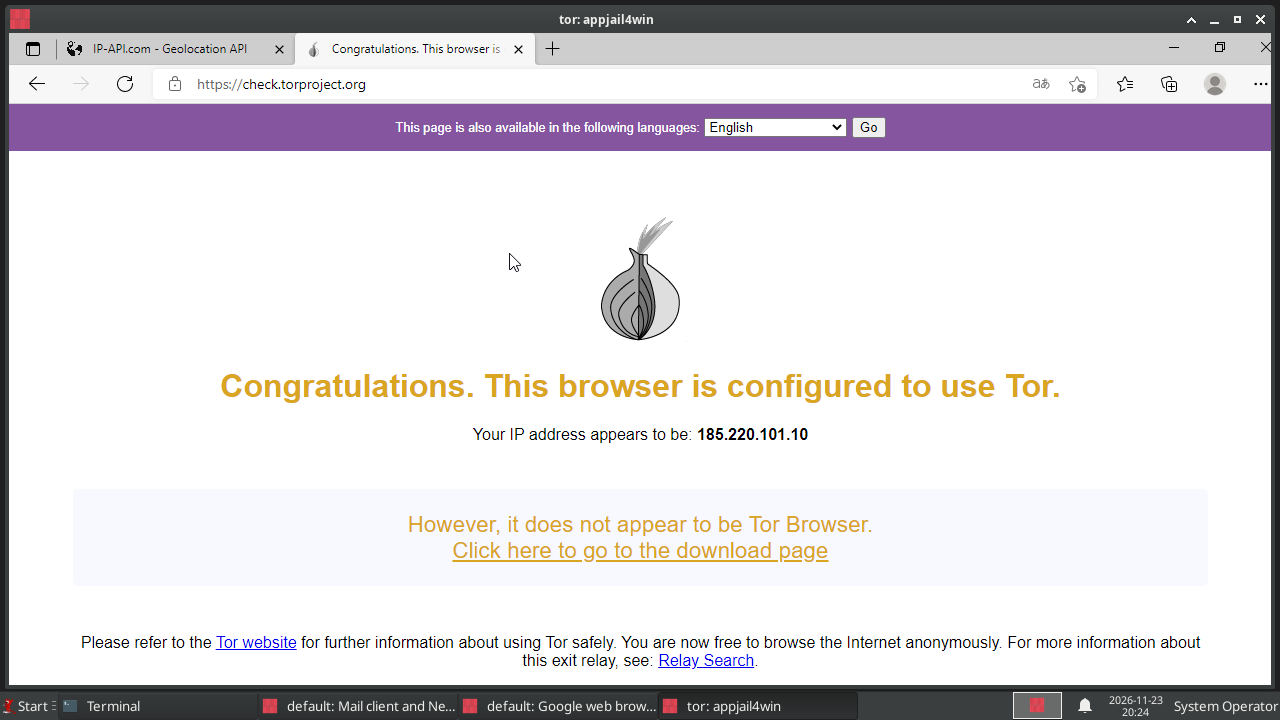 tor: appjail4win
IP-API.com - Geolocation API
Congratulations. This browser is
https://check.torproject.org
aあ
This page is also available in the following languages: English Go
Congratulations. This browser is configured to use Tor.
Your IP address appears to be: 185.220.101.10
However, it does not appear to be Tor Browser.
Click here to go to the download page
Please refer to the Tor website for further information about using Tor safely. You are now free to browse the Internet anonymously. For more information about
this exit relay, see: Relay Search.
Start
Terminal
default: Mail client and Ne...
default: Google web brow...
tor: appjail4win
2026-11-23
20:24
System Operator